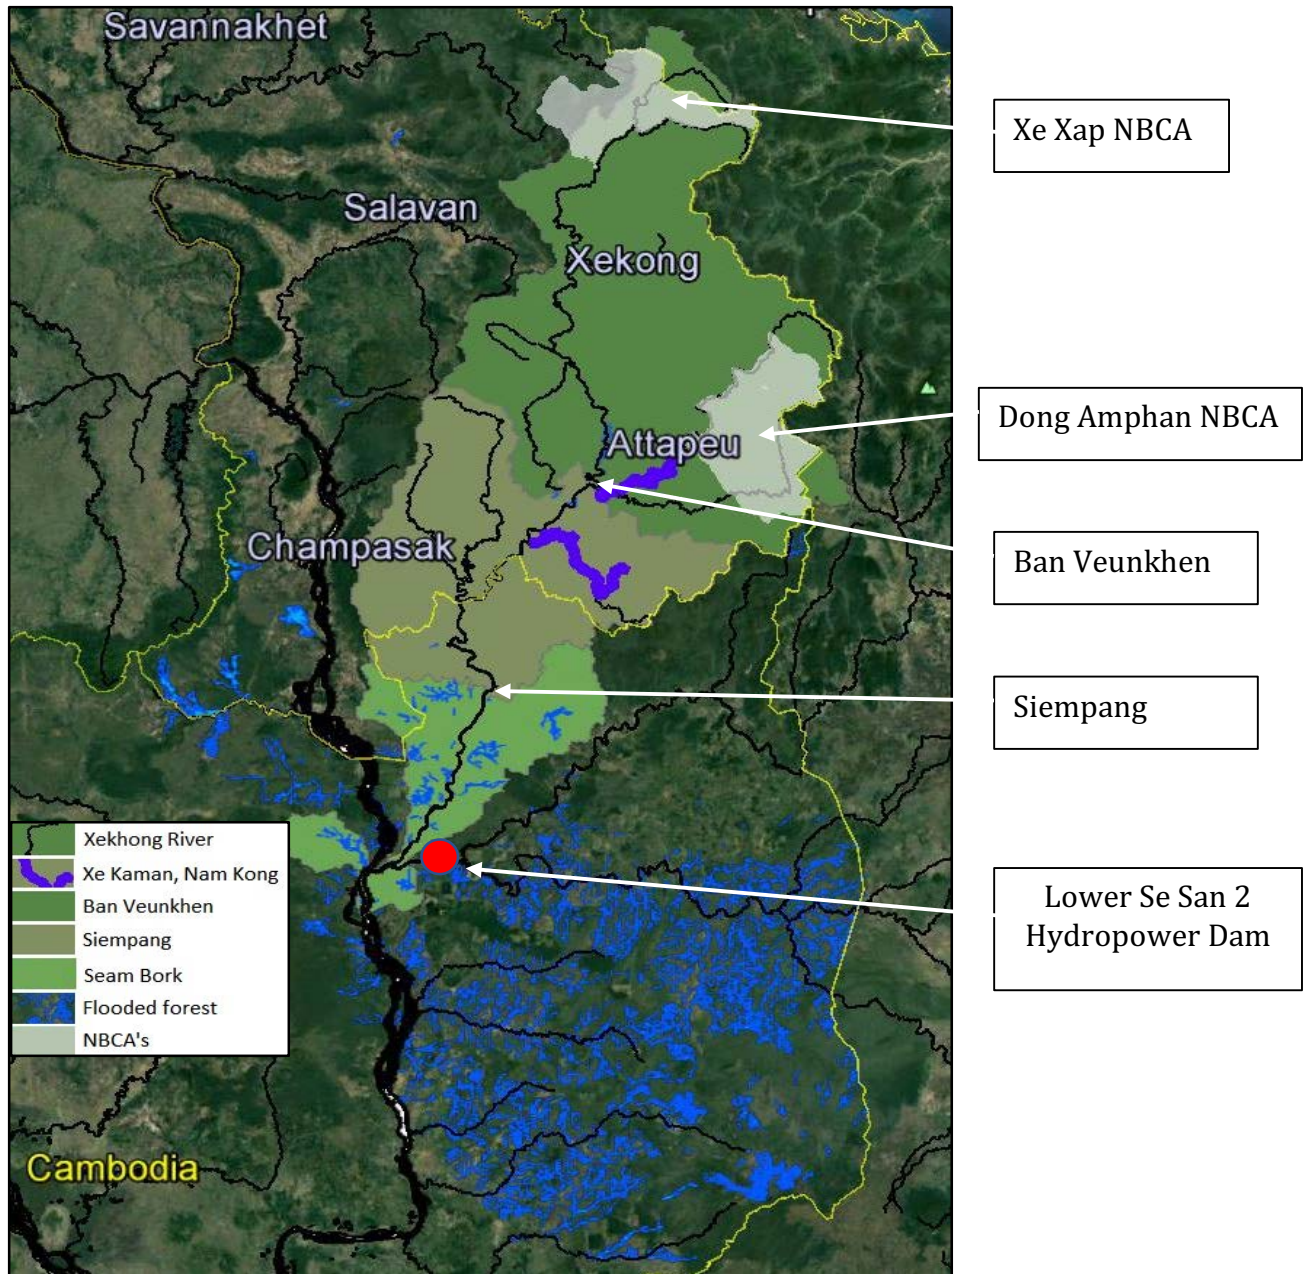 Savannakhet
Xe Xap NBCA
Salavan
Xekong
Dong Amphan NBCA
Attapeu
Champasak
Ban Veunkhen
Siempang
Xekhong River
Xe Kaman, Nam Kong
Ban Veunkhen
Siempang
Seam Bork
Flooded forest
NBCA's
Lower Se San 2
Hydropower Dam
Cambodia